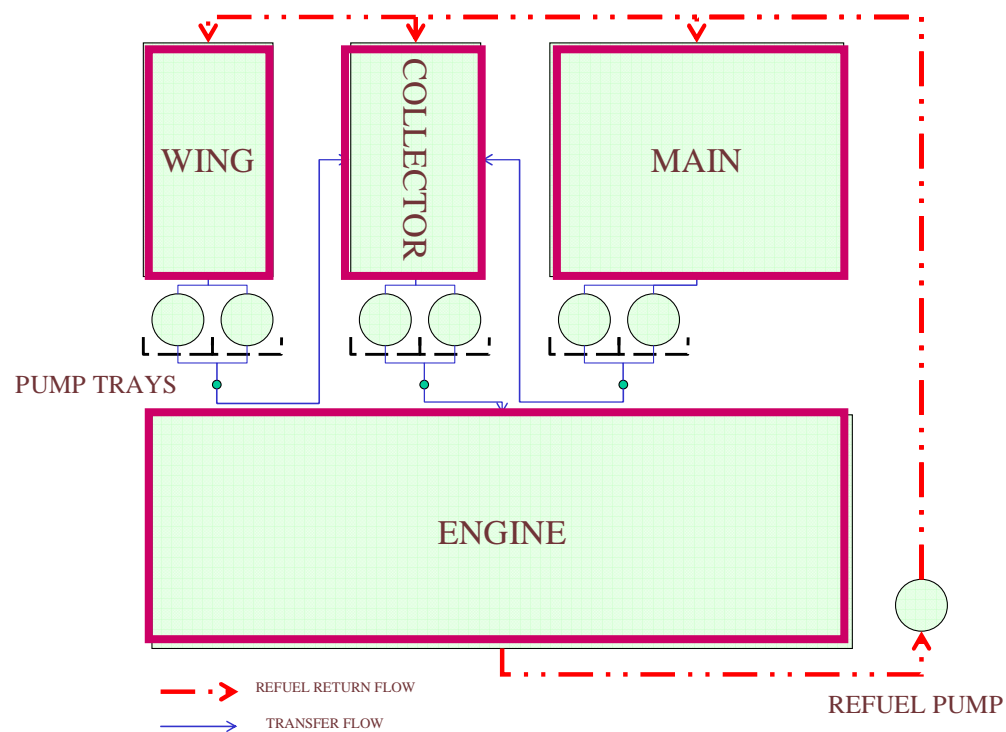 WING
COLLECTOR
MAIN
PUMP TRAYS
ENGINE
REFUEL RETURN FLOW
REFUEL PUMP
TRANSFER FLOW